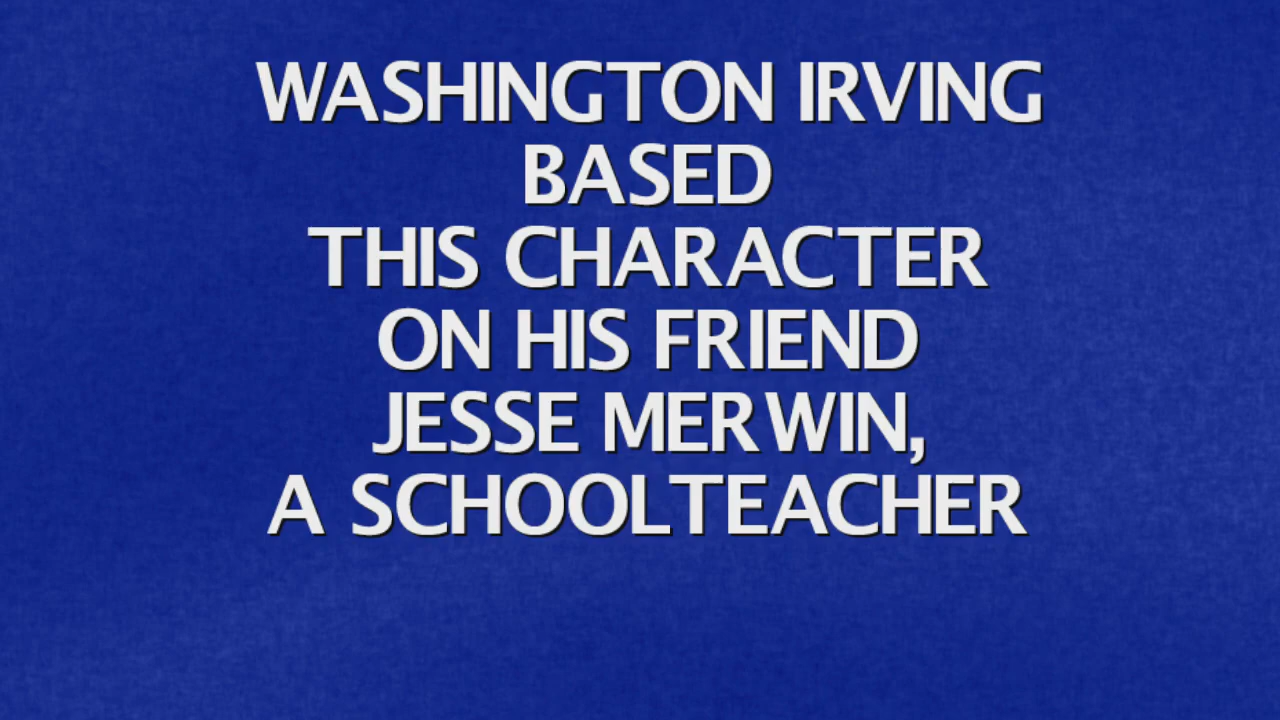 WASHINGTON IRVING
BASED
THIS CHARACTER
ON HIS FRIEND
JESSE MERWIN,
A SCHOOLTEACHER